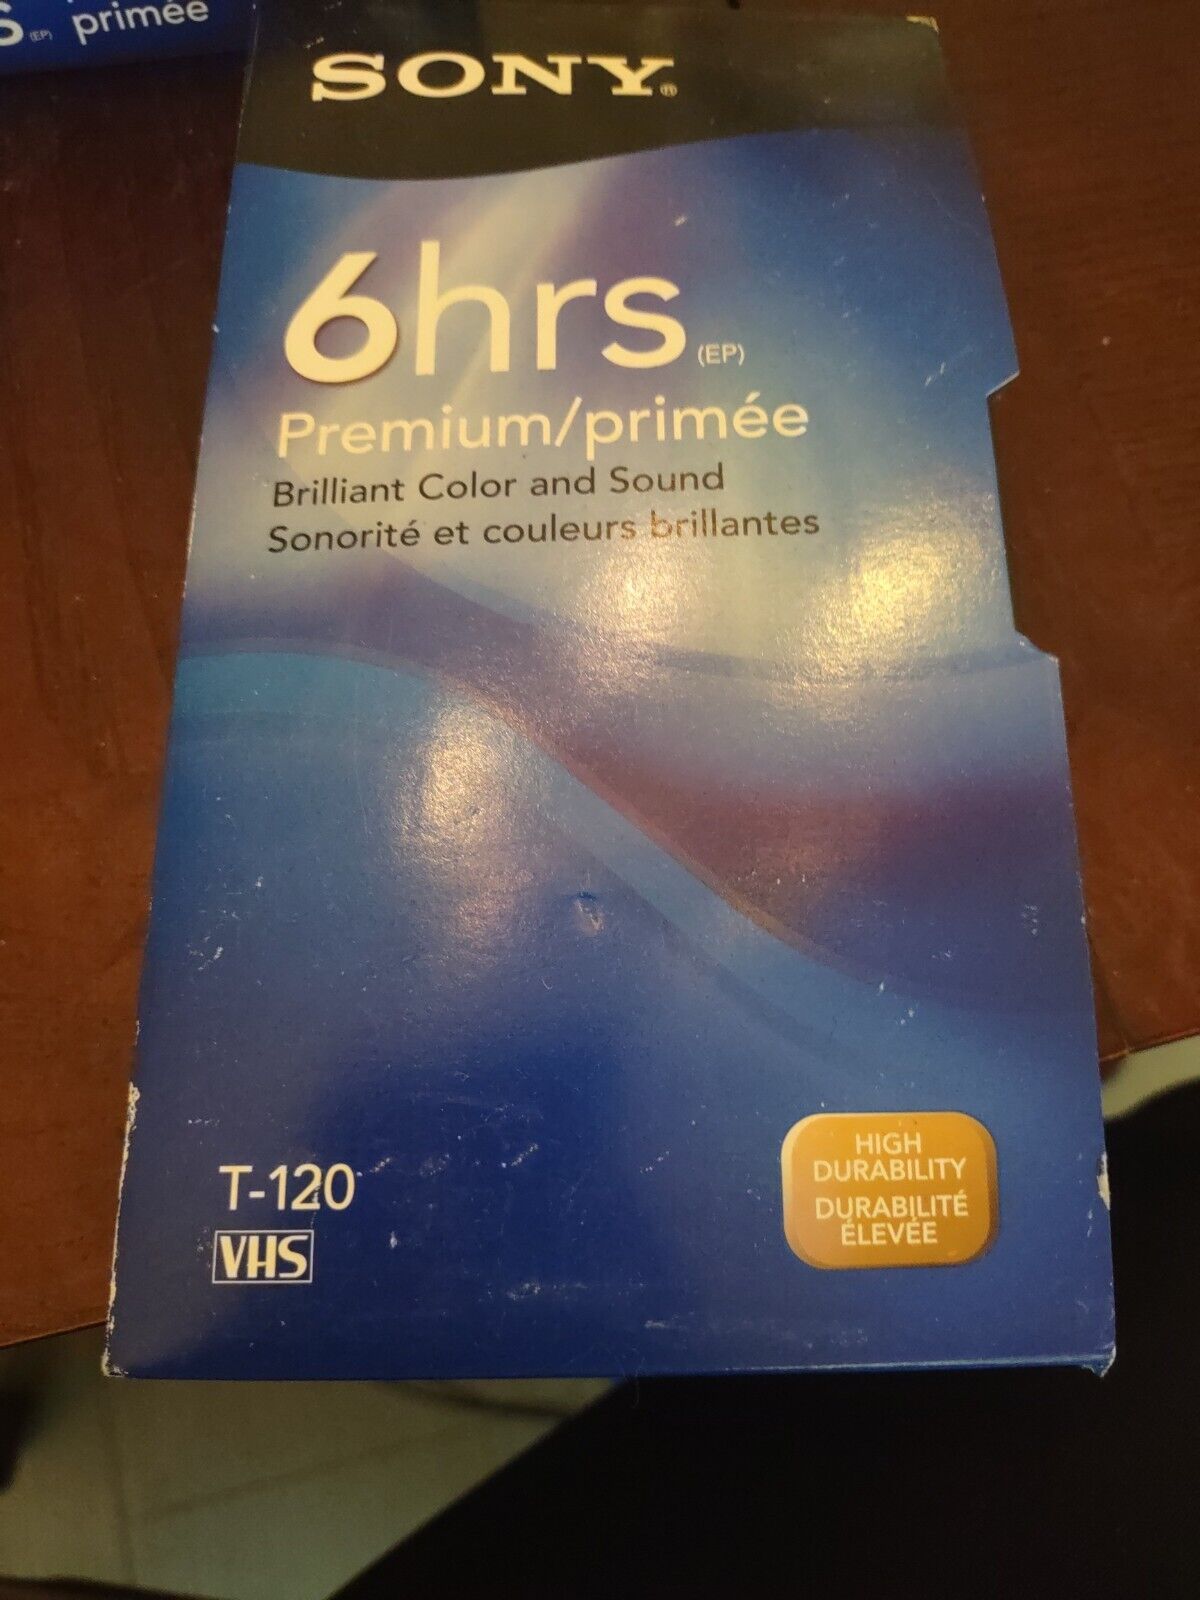 S (EP) primée
SONY®
6hrs (EP)
Premium/primée
Brilliant Color and Sound
Sonorité et couleurs brillantes
T-120
VHS
HIGH
DURABILITY
DURABILITÉ
ÉLEVÉE